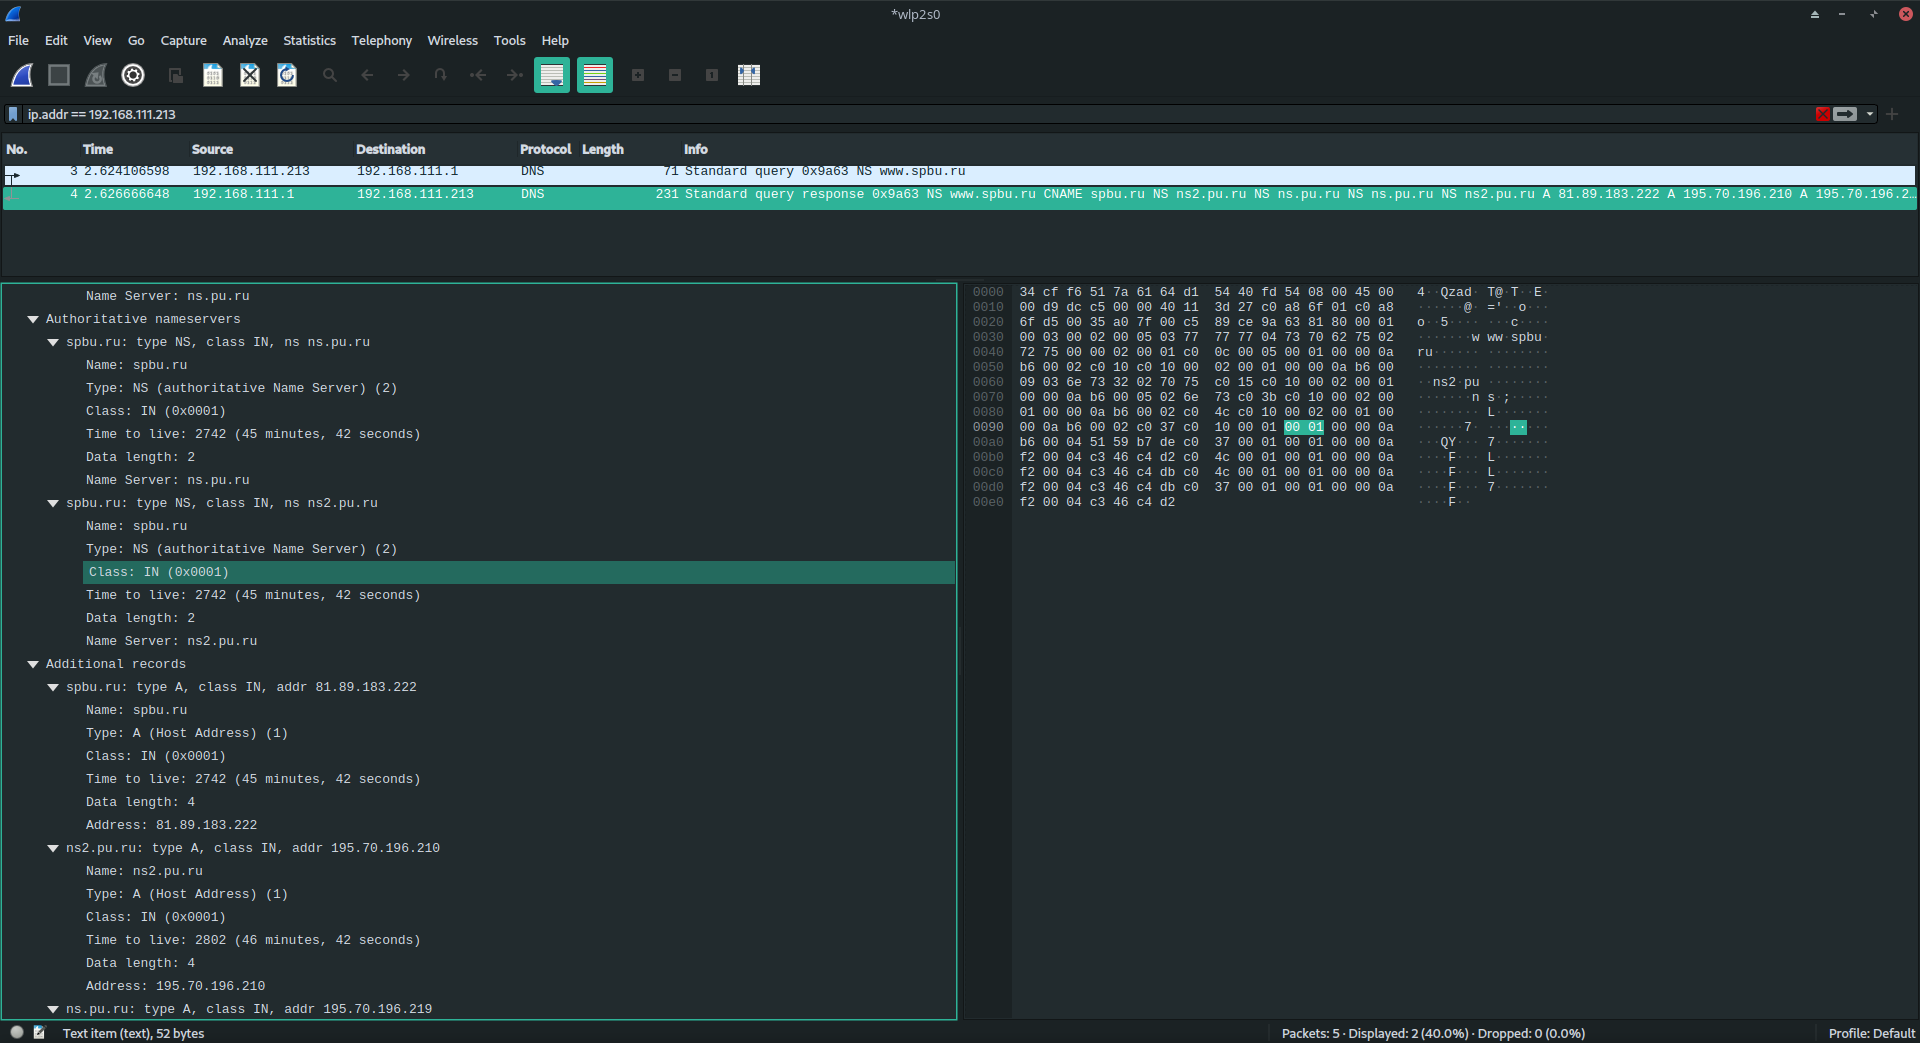 *wlp2s0
File Edit View Go Capture Analyze Statistics Telephony Wireless Tools Help
ip.addr == 192.168.111.213
No. Time Source Destination Protocol Length Info
3 2.624106598 192.168.111.213 192.168.111.1 DNS 71 Standard query 0x9a63 NS www.spbu.ru
4 2.626666648 192.168.111.1 192.168.111.213 DNS 231 Standard query response 0x9a63 NS www.spbu.ru CNAME spbu.ru NS ns2.pu.ru NS ns.pu.ru NS ns.pu.ru NS ns2.pu.ru A 81.89.183.222 A 195.70.196.210 A 195.70.196.2…
Name Server: ns.pu.ru
Authoritative nameservers
spbu.ru: type NS, class IN, ns ns.pu.ru
Name: spbu.ru
Type: NS (authoritative Name Server) (2)
Class: IN (0x0001)
Time to live: 2742 (45 minutes, 42 seconds)
Data length: 2
Name Server: ns.pu.ru
spbu.ru: type NS, class IN, ns ns2.pu.ru
Name: spbu.ru
Type: NS (authoritative Name Server) (2)
Class: IN (0x0001)
Time to live: 2742 (45 minutes, 42 seconds)
Data length: 2
Name Server: ns2.pu.ru
Additional records
spbu.ru: type A, class IN, addr 81.89.183.222
Name: spbu.ru
Type: A (Host Address) (1)
Class: IN (0x0001)
Time to live: 2742 (45 minutes, 42 seconds)
Data length: 4
Address: 81.89.183.222
ns2.pu.ru: type A, class IN, addr 195.70.196.210
Name: ns2.pu.ru
Type: A (Host Address) (1)
Class: IN (0x0001)
Time to live: 2802 (46 minutes, 42 seconds)
Data length: 4
Address: 195.70.196.210
ns.pu.ru: type A, class IN, addr 195.70.196.219
0000 34 cf f6 51 7a 61 64 d1 54 40 fd 54 08 00 45 00 4··Qzad·T@·T··E·
0010 00 d9 dc c5 00 00 40 11 3d 27 c0 a8 6f 01 c0 a8 ······@·='··o···
0020 6f d5 00 35 a0 7f 00 c5 89 ce 9a 63 81 80 00 01 o··5·······c····
0030 00 03 00 02 00 05 03 77 77 77 04 73 70 62 75 02 ·······www·spbu·
0040 72 75 00 00 02 00 01 c0 0c 00 05 00 01 00 00 0a ru··············
0050 b6 00 02 c0 10 c0 10 00 02 00 01 00 00 0a b6 00 ················
0060 09 03 6e 73 32 02 70 75 c0 15 c0 10 00 02 00 01 ··ns2·pu········
0070 00 00 0a b6 00 05 02 6e 73 c0 3b c0 10 00 02 00 ·······ns·;·····
0080 01 00 00 0a b6 00 02 c0 4c c0 10 00 02 00 01 00 ········L·······
0090 00 0a b6 00 02 c0 37 c0 10 00 01 00 01 00 00 0a ······7·········
00a0 b6 00 04 51 59 b7 de c0 37 00 01 00 01 00 00 0a ···QY···7·······
00b0 f2 00 04 c3 46 c4 d2 c0 4c 00 01 00 01 00 00 0a ····F···L·······
00c0 f2 00 04 c3 46 c4 db c0 4c 00 01 00 01 00 00 0a ····F···L·······
00d0 f2 00 04 c3 46 c4 db c0 37 00 01 00 01 00 00 0a ····F···7·······
00e0 f2 00 04 c3 46 c4 d2 ····F··
Text item (text), 52 bytes
Packets: 5 · Displayed: 2 (40.0%) · Dropped: 0 (0.0%)
Profile: Default